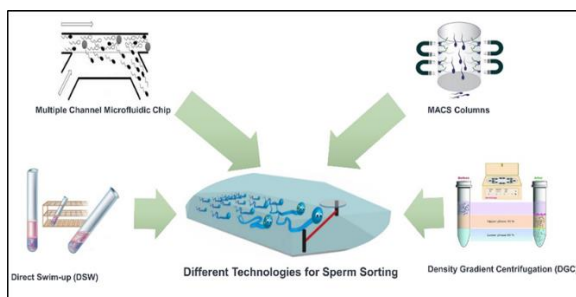 Multiple Channel Microfluidic Chip
MACS Columns
Direct Swim-up (DSW)
Different Technologies for Sperm Sorting
Density Gradient Centrifugation (DGC)